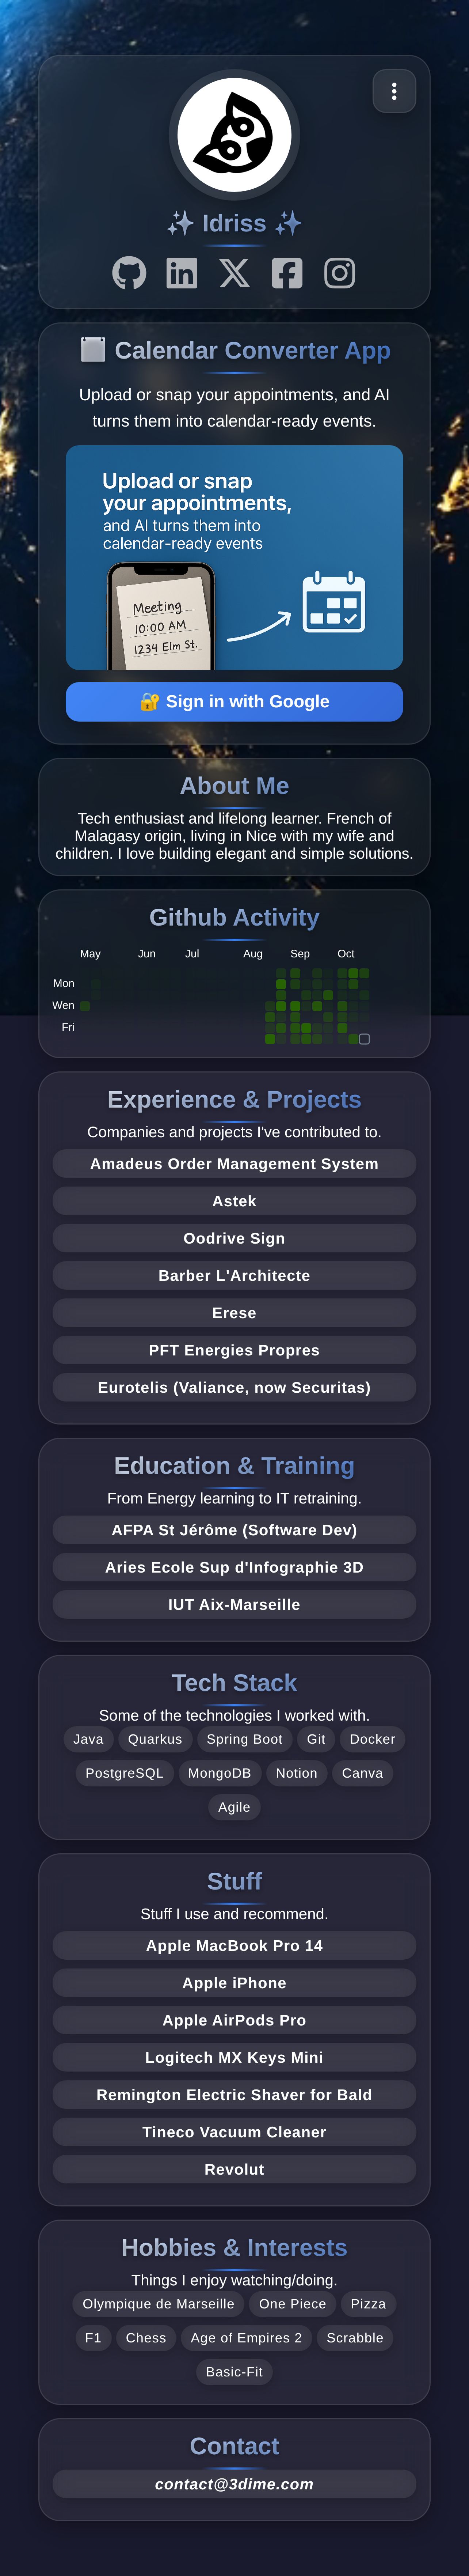 ✨ Idriss ✨
Calendar Converter App
Upload or snap your appointments, and AI
turns them into calendar-ready events.
Upload or snap
your appointments,
and AI turns them into
calendar-ready events
Meeting
10:00 AM
1234 Elm St.
🔐 Sign in with Google
About Me
Tech enthusiast and lifelong learner. French of
Malagasy origin, living in Nice with my wife and
children. I love building elegant and simple solutions.
Github Activity
May Jun Jul Aug Sep Oct
Mon
Wen
Fri
Experience & Projects
Companies and projects I've contributed to.
Amadeus Order Management System
Astek
Oodrive Sign
Barber L'Architecte
Erese
PFT Energies Propres
Eurotelis (Valiance, now Securitas)
Education & Training
From Energy learning to IT retraining.
AFPA St Jérôme (Software Dev)
Aries Ecole Sup d'Infographie 3D
IUT Aix-Marseille
Tech Stack
Some of the technologies I worked with.
Java Quarkus Spring Boot Git Docker
PostgreSQL MongoDB Notion Canva
Agile
Stuff
Stuff I use and recommend.
Apple MacBook Pro 14
Apple iPhone
Apple AirPods Pro
Logitech MX Keys Mini
Remington Electric Shaver for Bald
Tineco Vacuum Cleaner
Revolut
Hobbies & Interests
Things I enjoy watching/doing.
Olympique de Marseille One Piece Pizza
F1 Chess Age of Empires 2 Scrabble
Basic-Fit
Contact
contact@3dime.com